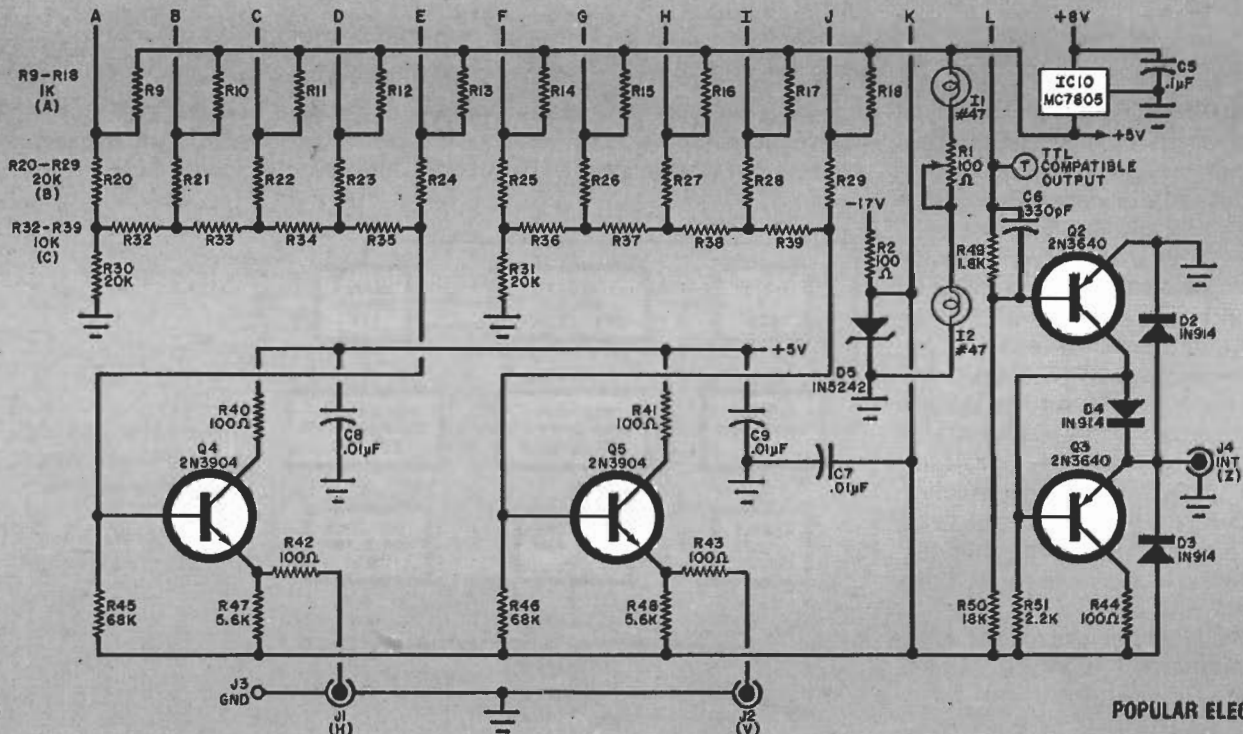 A B C D E F G H I J K L +8V
R9-R18
1K
(A)
R9 R10 R11 R12 R13 R14 R15 R16 R17 R18
I1
#47
IC10
MC7805
C5
.1µF
+5V
R20-R29
20K
(B)
R20 R21 R22 R23 R24 R25 R26 R27 R28 R29
R1
100
Ω
T TTL
COMPATIBLE
OUTPUT
C6
330pF
R32-R39
10K
(C)
R32 R33 R34 R35 R36 R37 R38 R39
-17V
R2
100
Ω
R49
1.8K
Q2
2N3640
R30
20K
R31
20K
I2
#47
D2
IN914
+5V
D5
IN5242
R40
100Ω
C8
.01µF
R41
100Ω
C9
.01µF
C7
.01µF
D4
IN914
Q4
2N3904
Q5
2N3904
Q3
2N3640
J4
INT
(Z)
R42
100Ω
R43
100Ω
D3
IN914
R45
68K
R47
5.6K
R46
68K
R48
5.6K
R50
18K
R51
2.2K
R44
100Ω
J3
GND
J1
(H)
J2
(V)
POPULAR ELEC